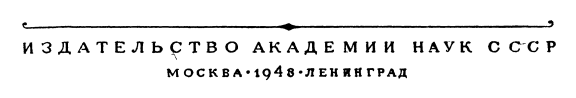 ИЗДАТЕЛЬСТВО АКАДЕМИИ НАУК СССР
МОСКВА·1948·ЛЕНИНГРАД